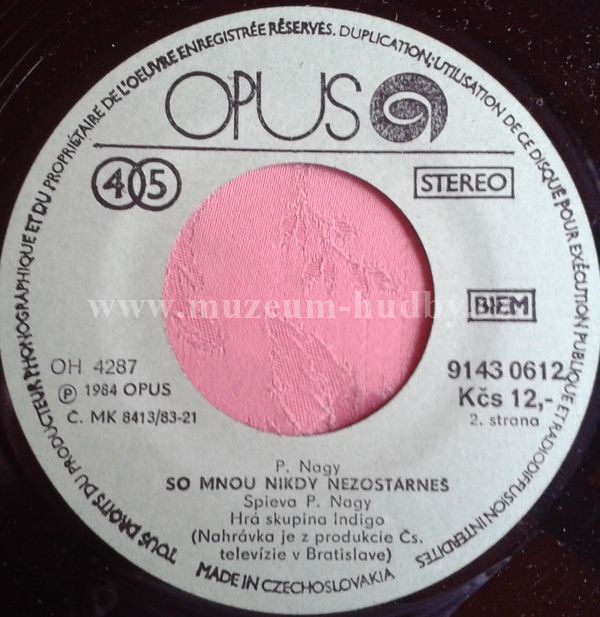 TOUS DROITS DU PRODUCTEUR PHONOGRAPHIQUE ET DU PROPRIÉTAIRE DE L'OEUVRE ENREGISTRÉE RÉSERVÉS. DUPLICATION, UTILISATION DE CE DISQUE POUR EXÉCUTION PUBLIQUE ET RADIODIFFUSION INTERDITES
OPUS
45
STEREO
www.muzeum-hudby
BIEM
OH 4287
℗ 1984 OPUS
Č. MK 8413/83-21
9143 0612
Kčs 12,-
2. strana
P. Nagy
SO MNOU NIKDY NEZOSTARNEŠ
Spieva P. Nagy
Hrá skupina Indigo
(Nahrávka je z produkcie Čs.
televízie v Bratislave)
MADE IN CZECHOSLOVAKIA